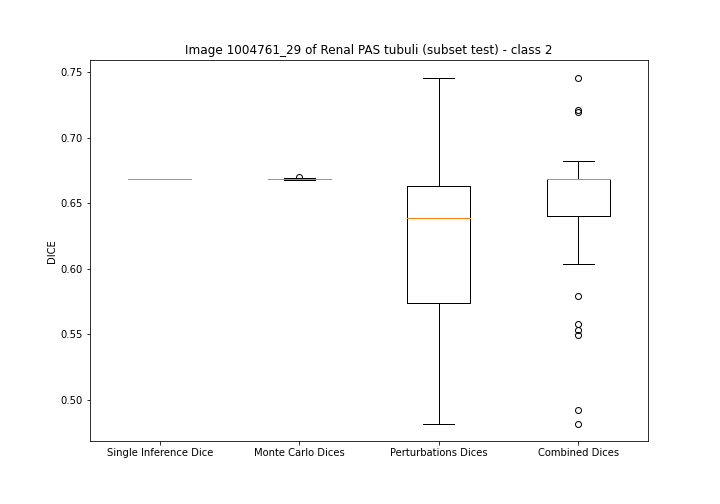 Image 1004761_29 of Renal PAS tubuli (subset test) - class 2
0.75
0.70
0.65
0.60
0.55
0.50
DICE
Single Inference Dice
Monte Carlo Dices
Perturbations Dices
Combined Dices